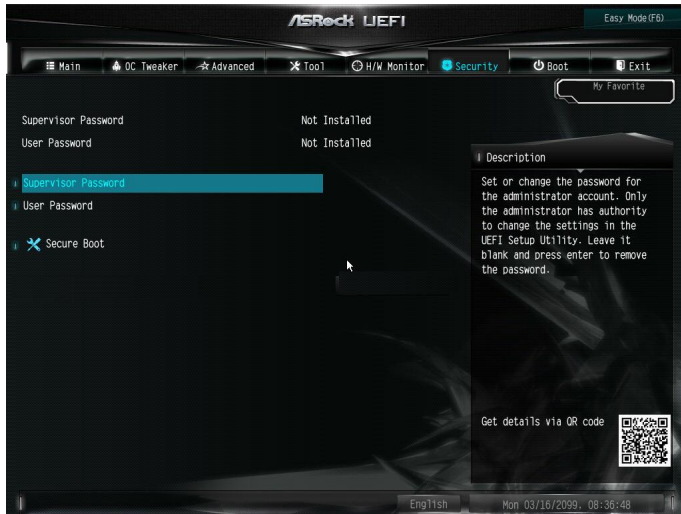 ASRock UEFI
Easy Mode(F6)
Main
OC Tweaker
Advanced
Tool
H/W Monitor
Security
Boot
Exit
My Favorite
Supervisor Password Not Installed
User Password Not Installed
Supervisor Password
User Password
Secure Boot
Description
Set or change the password for
the administrator account. Only
the administrator has authority
to change the settings in the
UEFI Setup Utility. Leave it
blank and press enter to remove
the password.
Get details via QR code
English
Mon 03/16/2099. 08:36:48